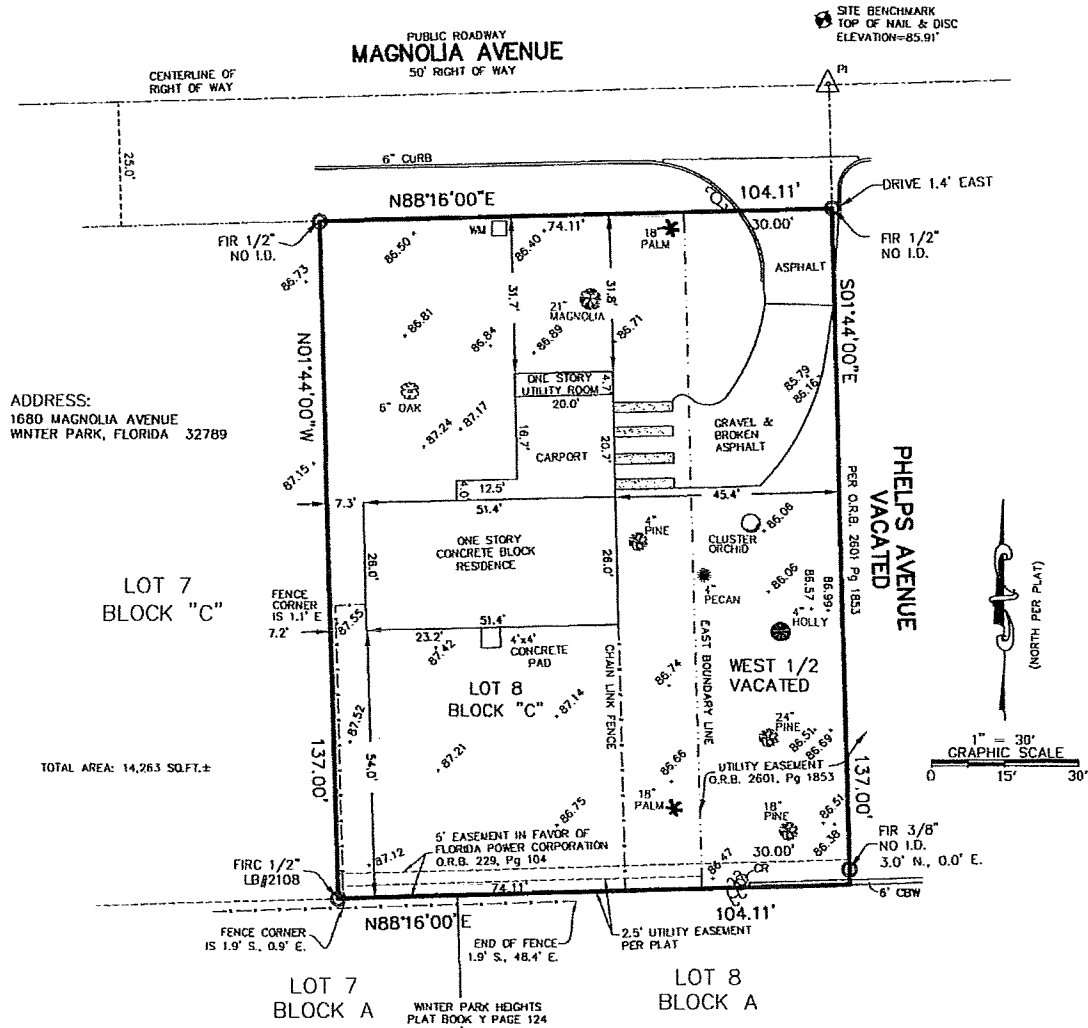 SITE BENCHMARK
TOP OF NAIL & DISC
ELEVATION=85.91'
PUBLIC ROADWAY
MAGNOLIA AVENUE
50' RIGHT OF WAY
CENTERLINE OF
RIGHT OF WAY
PI
25.0'
6" CURB
N88°16'00"E
104.11'
DRIVE 1.4' EAST
FIR 1/2"
NO I.D.
WM
74.11'
18"
PALM
30.00'
FIR 1/2"
NO I.D.
86.73
86.50
86.40
ASPHALT
31.7'
31.8'
21"
MAGNOLIA
86.81
86.84
86.89
86.71
N01°44'00"W
S01°44'00"E
85.79
86.16
ADDRESS:
1680 MAGNOLIA AVENUE
WINTER PARK, FLORIDA 32789
6" OAK
ONE STORY
UTILITY ROOM
4.7'
20.0'
87.24
87.17
16.7'
CARPORT
20.7'
GRAVEL &
BROKEN
ASPHALT
87.15
4.0'
12.5'
7.3'
51.4'
45.4'
PHELPS AVENUE
VACATED
PER O.R.B. 2601 Pg 1853
4"
PINE
CLUSTER
ORCHID
86.06
ONE STORY
CONCRETE BLOCK
RESIDENCE
26.0'
26.0'
LOT 7
BLOCK "C"
4"
PECAN
86.06
86.57
86.99
4"
HOLLY
(NORTH PER PLAT)
FENCE
CORNER
IS 1.1' E
87.55
7.2'
51.4'
23.2'
87.42
4'x4'
CONCRETE
PAD
CHAIN LINK FENCE
EAST BOUNDARY LINE
86.74
WEST 1/2
VACATED
LOT 8
BLOCK "C"
87.14
87.52
54.0'
87.21
24"
PINE
86.51
86.69
1" = 30'
GRAPHIC SCALE
0 15' 30'
TOTAL AREA: 14,263 SQ.FT.±
137.00'
137.00'
86.66
UTILITY EASEMENT
O.R.B. 2601, Pg 1853
18"
PALM
86.75
18"
PINE
86.51
86.38
5' EASEMENT IN FAVOR OF
FLORIDA POWER CORPORATION
O.R.B. 229, Pg 104
87.12
86.47
30.00'
CR
FIR 3/8"
NO I.D.
3.0' N., 0.0' E.
FIRC 1/2"
LB#2108
74.11'
N88°16'00"E
104.11'
6' CBW
FENCE CORNER
IS 1.9' S., 0.9' E.
END OF FENCE
1.9' S., 48.4' E.
2.5' UTILITY EASEMENT
PER PLAT
LOT 7
BLOCK A
WINTER PARK HEIGHTS
PLAT BOOK Y PAGE 124
LOT 8
BLOCK A